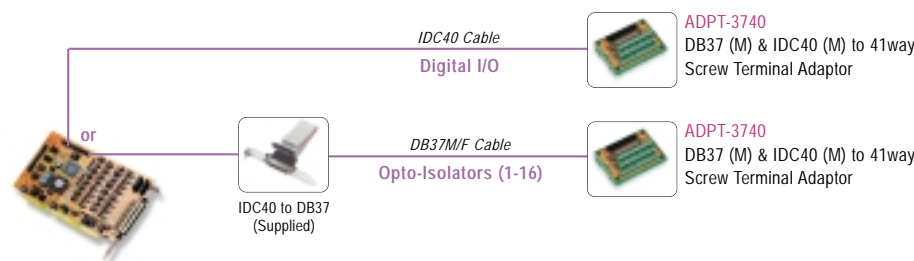 IDC40 Cable
Digital I/O
ADPT-3740
DB37 (M) & IDC40 (M) to 41way
Screw Terminal Adaptor
or
IDC40 to DB37
(Supplied)
DB37M/F Cable
Opto-Isolators (1-16)
ADPT-3740
DB37 (M) & IDC40 (M) to 41way
Screw Terminal Adaptor